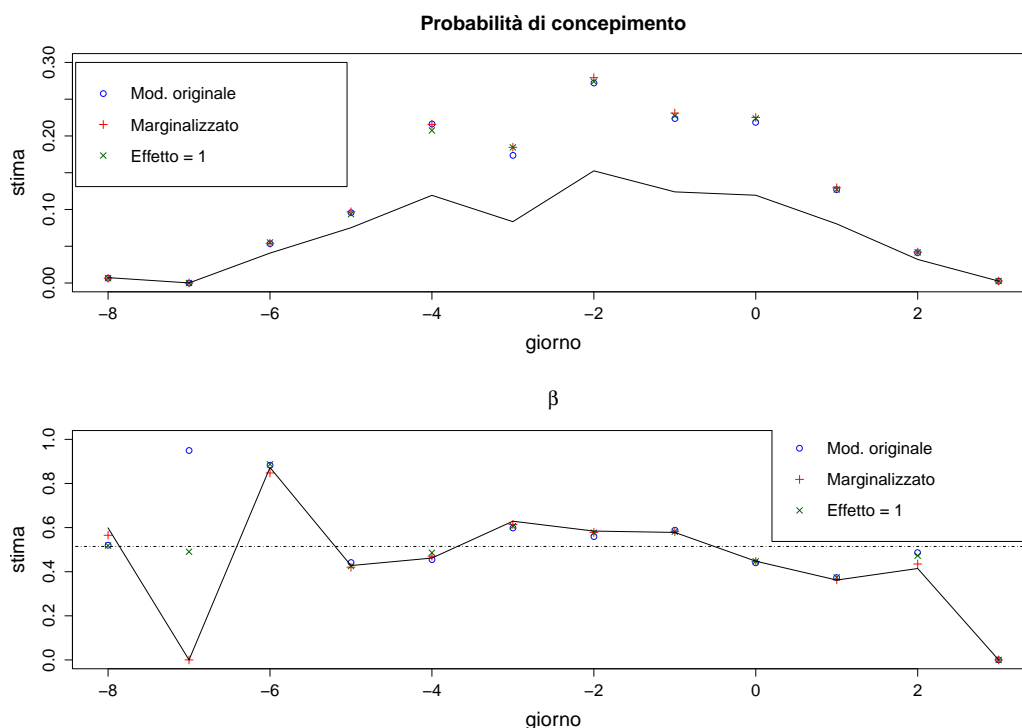 Probabilità di concepimento
stima
0.00 0.10 0.20 0.30
Mod. originale
Marginalizzato
Effetto = 1
−8 −6 −4 −2 0 2
giorno
β
stima
0.0 0.2 0.4 0.6 0.8 1.0
Mod. originale
Marginalizzato
Effetto = 1
−8 −6 −4 −2 0 2
giorno